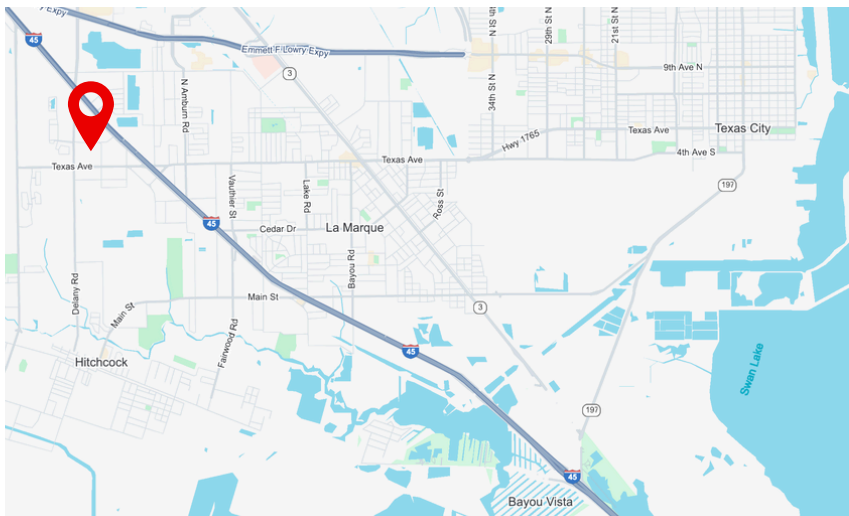 y Expy
45
Emmett F Lowry Expy
3
34th St N
29th St N
21st St N
9th Ave N
N Amburn Rd
Hwy 1765
Texas Ave
Texas City
Texas Ave
Texas Ave
4th Ave S
197
Vauthier St
Lake Rd
Ross St
45
Cedar Dr
La Marque
Bayou Rd
Delany Rd
Main St
Main St
3
Fairwood Rd
Hitchcock
45
Swan Lake
197
45
Bayou Vista